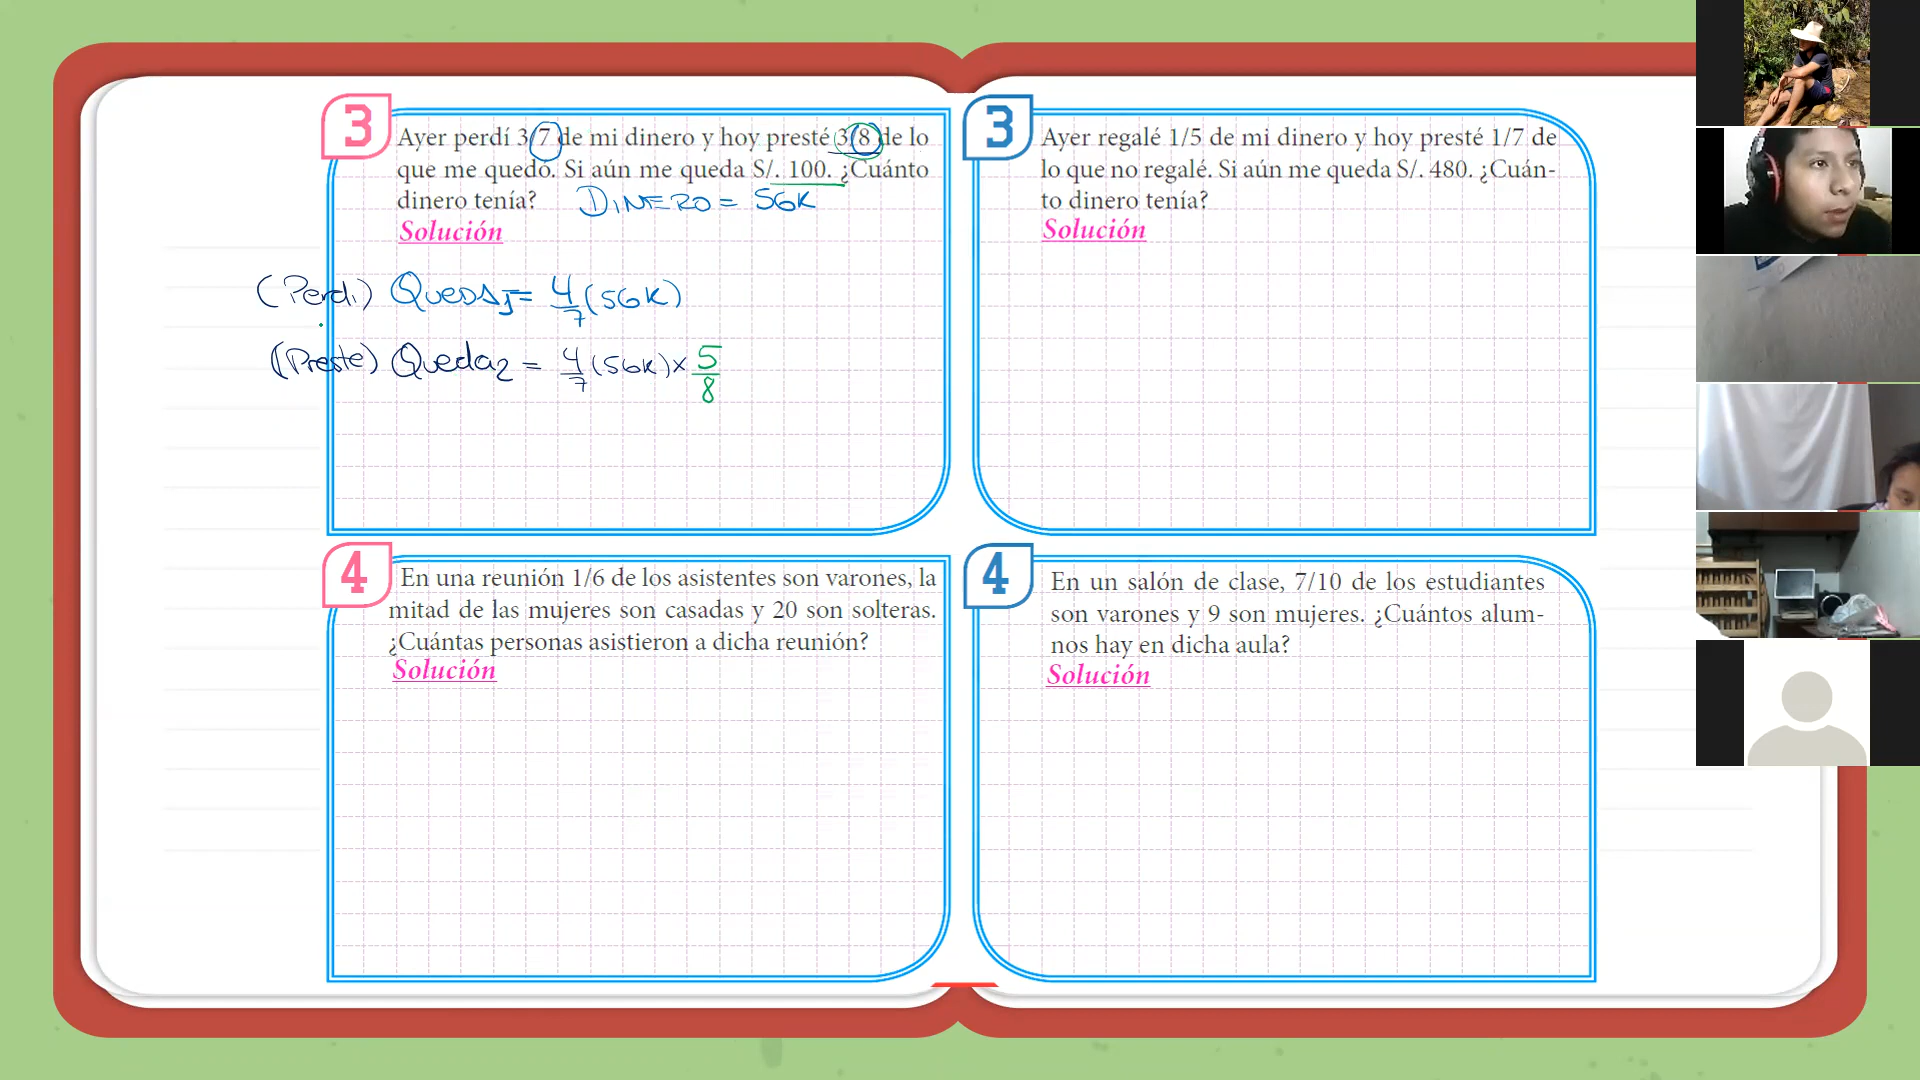 3
Ayer perdí 3/7 de mi dinero y hoy presté 3/8 de lo
que me quedó. Si aún me queda S/. 100. ¿Cuánto
dinero tenía?
DINERO = 56K
Solución
(Perdi) QUEDA1 = 4/7 (56K)
(Preste) Queda2 = 4/7 (56K) x 5/8
3
Ayer regalé 1/5 de mi dinero y hoy presté 1/7 de
lo que no regalé. Si aún me queda S/. 480. ¿Cuán-
to dinero tenía?
Solución
4
En una reunión 1/6 de los asistentes son varones, la
mitad de las mujeres son casadas y 20 son solteras.
¿Cuántas personas asistieron a dicha reunión?
Solución
4
En un salón de clase, 7/10 de los estudiantes
son varones y 9 son mujeres. ¿Cuántos alum-
nos hay en dicha aula?
Solución